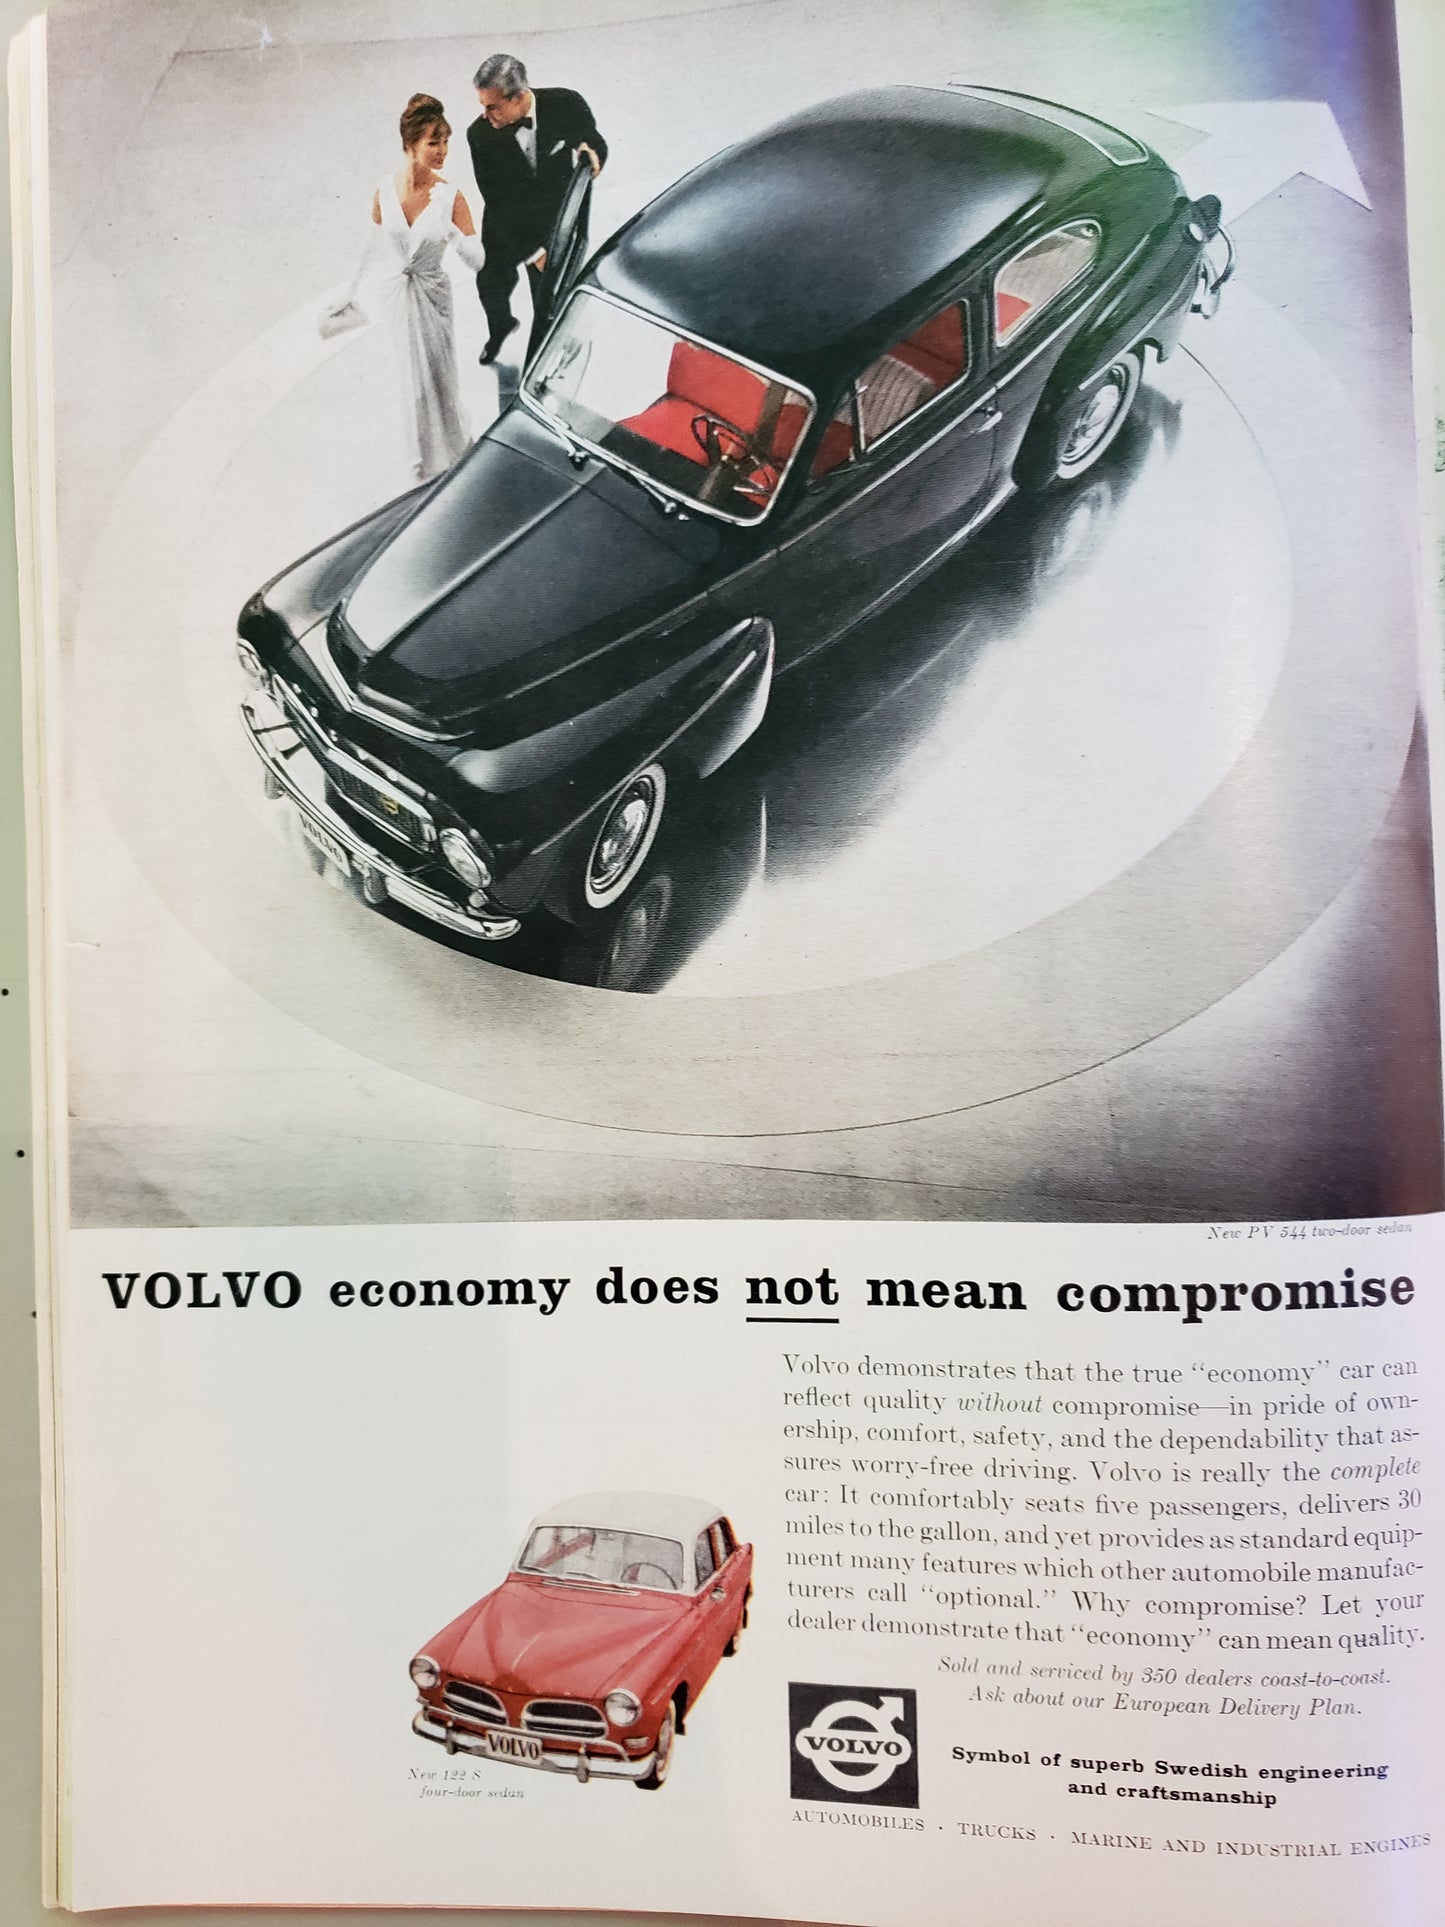 VOLVO
New PV 544 two-door sedan
VOLVO economy does not mean compromise
Volvo demonstrates that the true “economy” car can
reflect quality without compromise—in pride of own-
ership, comfort, safety, and the dependability that as-
sures worry-free driving. Volvo is really the complete
car: It comfortably seats five passengers, delivers 30
miles to the gallon, and yet provides as standard equip-
ment many features which other automobile manufac-
turers call “optional.” Why compromise? Let your
dealer demonstrate that “economy” can mean quality.
Sold and serviced by 350 dealers coast-to-coast.
Ask about our European Delivery Plan.
VOLVO
New 122 S
four-door sedan
VOLVO
Symbol of superb Swedish engineering
and craftsmanship
AUTOMOBILES · TRUCKS · MARINE AND INDUSTRIAL ENGINES